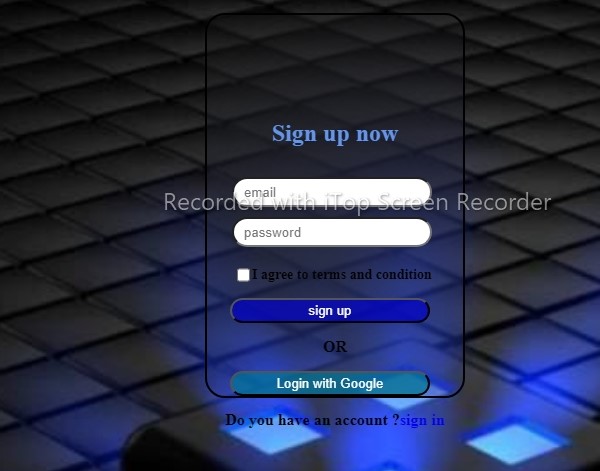 Sign up now
email
Recorded with iTop Screen Recorder
password
I agree to terms and condition
sign up
OR
Login with Google
Do you have an account ?sign in